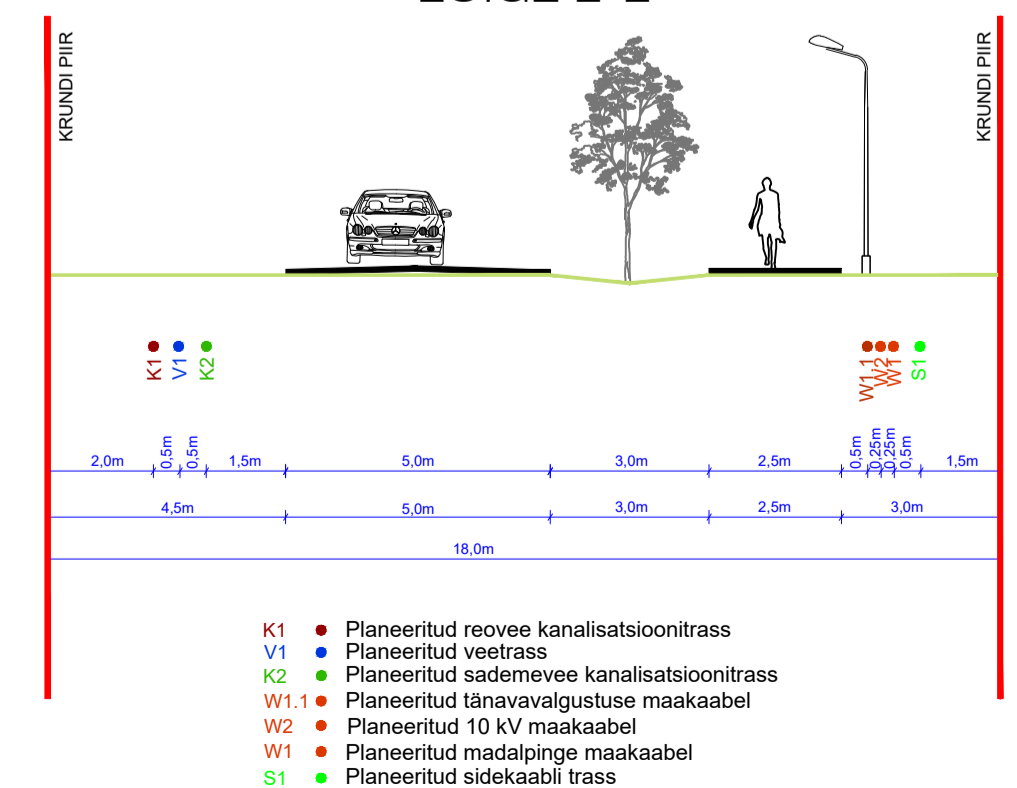 KRUNDI PIIR
KRUNDI PIIR
K1
V1
K2
W1.1
W2
W1
S1
2,0m
0,5m
0,5m
1,5m
5,0m
3,0m
2,5m
0,5m
0,25m
0,25m
0,5m
1,5m
4,5m
5,0m
3,0m
2,5m
3,0m
18,0m
K1 Planeeritud reovee kanalisatsioonitrass
V1 Planeeritud veetrass
K2 Planeeritud sademevee kanalisatsioonitrass
W1.1 Planeeritud tänavavalgustuse maakaabel
W2 Planeeritud 10 kV maakaabel
W1 Planeeritud madalpinge maakaabel
S1 Planeeritud sidekaabli trass